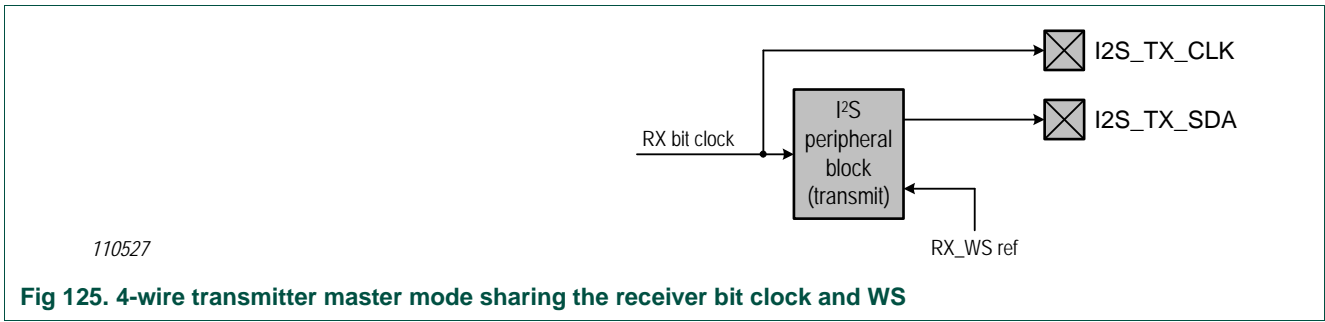 I2S_TX_CLK
I2S
peripheral
block
(transmit)
I2S_TX_SDA
RX bit clock
RX_WS ref
110527
Fig 125. 4-wire transmitter master mode sharing the receiver bit clock and WS